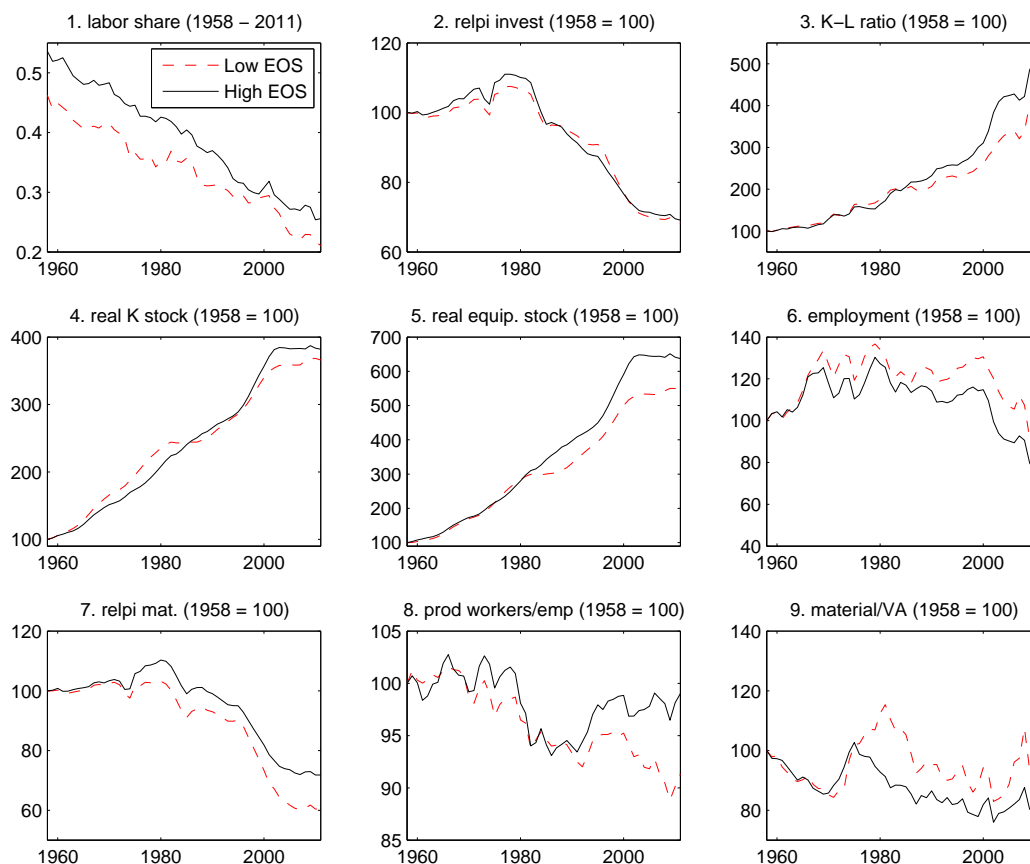 1. labor share (1958 − 2011)
0.5
0.4
0.3
0.2
1960 1980 2000
Low EOS
High EOS
2. relpi invest (1958 = 100)
120
100
80
60
1960 1980 2000
3. K−L ratio (1958 = 100)
500
400
300
200
100
1960 1980 2000
4. real K stock (1958 = 100)
400
300
200
100
1960 1980 2000
5. real equip. stock (1958 = 100)
700
600
500
400
300
200
100
1960 1980 2000
6. employment (1958 = 100)
140
120
100
80
60
40
1960 1980 2000
7. relpi mat. (1958 = 100)
120
100
80
60
1960 1980 2000
8. prod workers/emp (1958 = 100)
105
100
95
90
85
1960 1980 2000
9. material/VA (1958 = 100)
140
120
100
80
1960 1980 2000